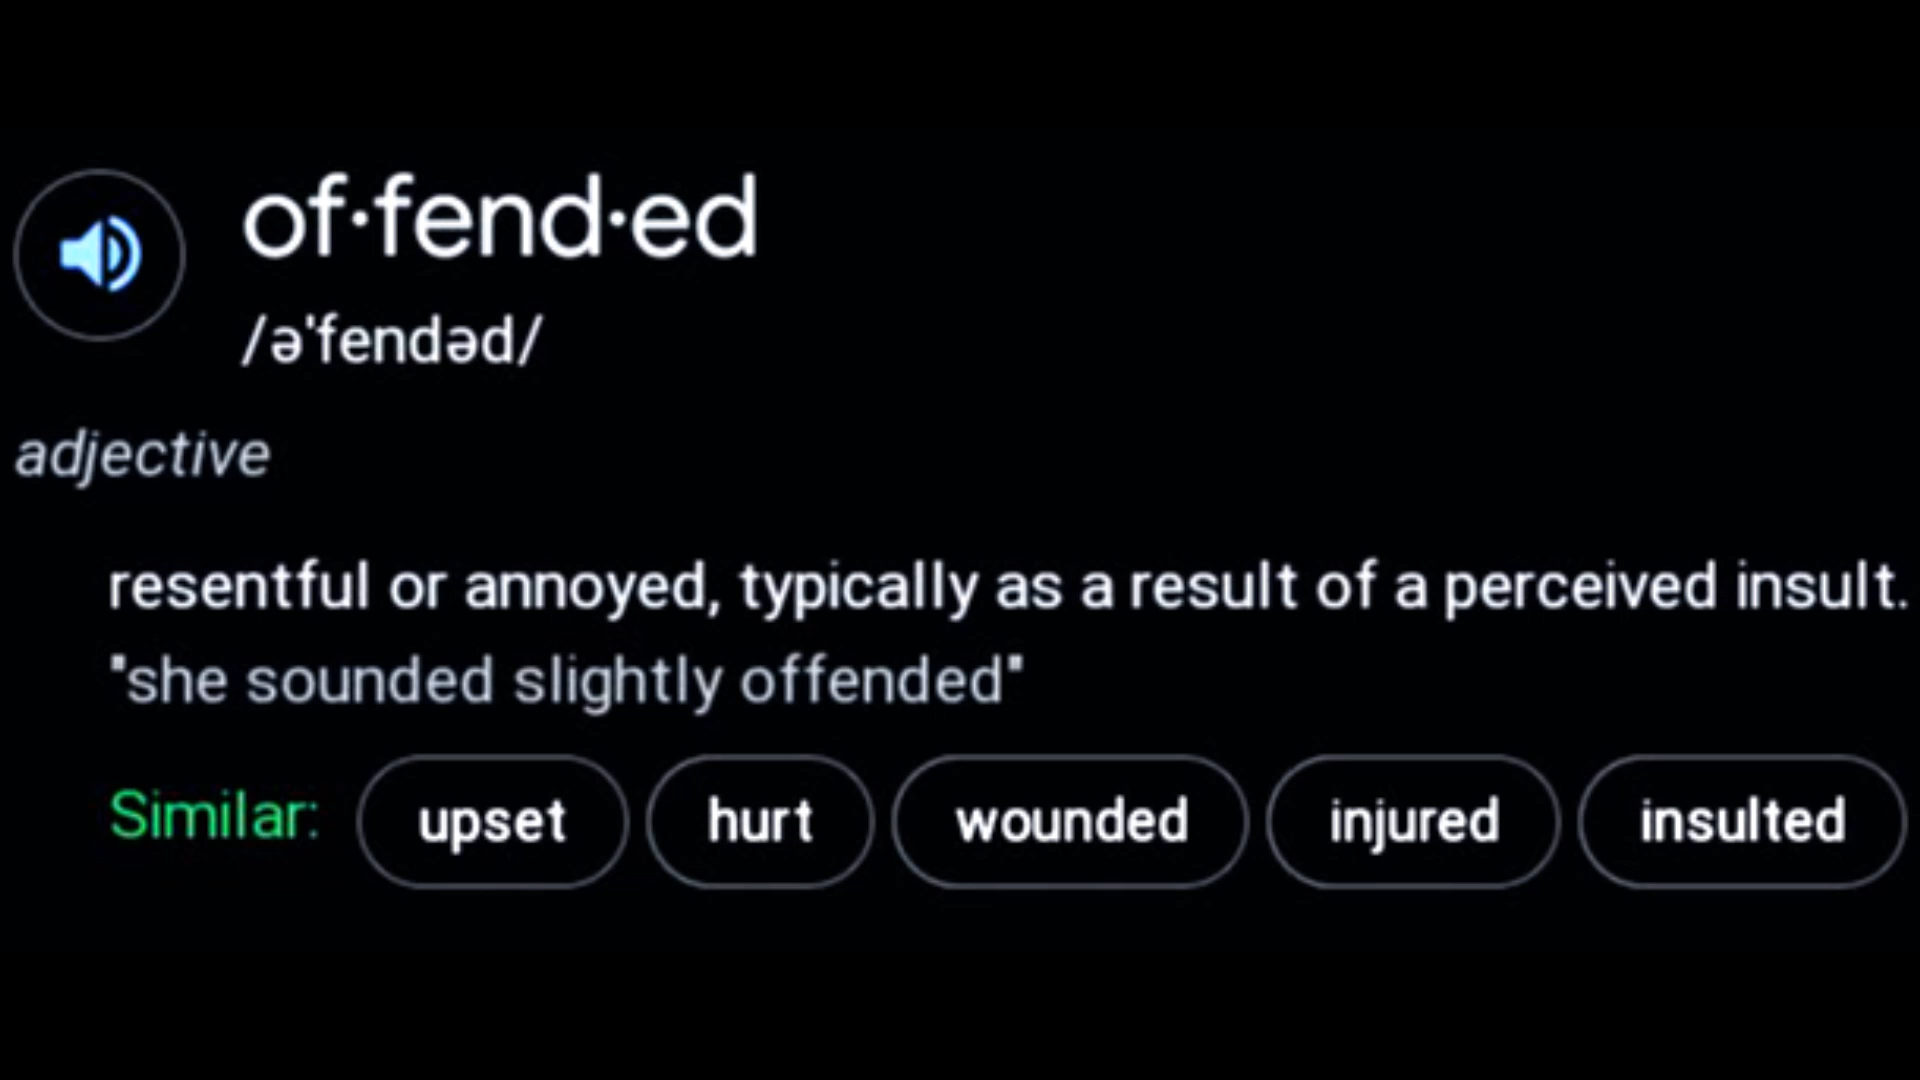 of·fend·ed
/ə'fendəd/
adjective
resentful or annoyed, typically as a result of a perceived insult.
"she sounded slightly offended"
Similar: upset hurt wounded injured insulted